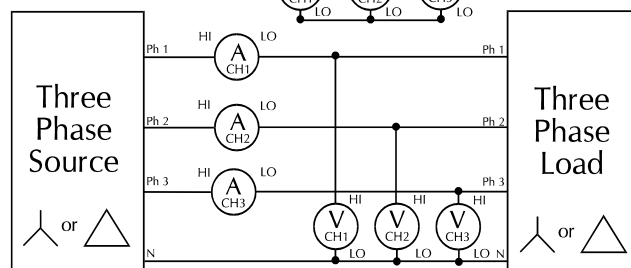 CH1 CH2 CH3
LO LO LO
Ph 1 HI A CH1 LO Ph 1
Ph 2 HI A CH2 LO Ph 2
Ph 3 HI A CH3 LO Ph 3
Three
Phase
Source
or
Three
Phase
Load
or
HI HI HI
V V V
CH1 CH2 CH3
N LO LO LO N